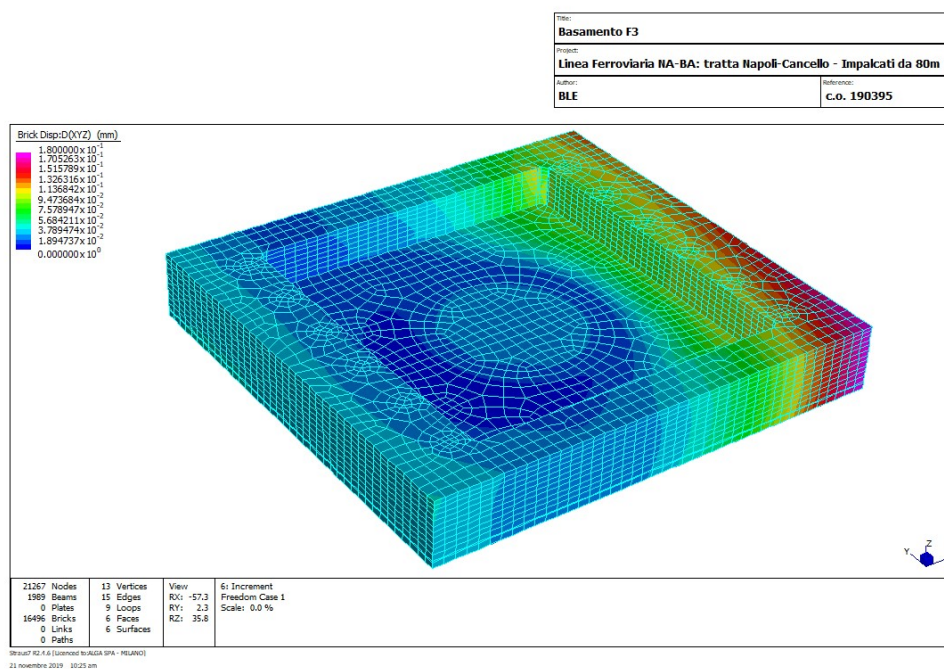 Title:
Basamento F3
Project:
Linea Ferroviaria NA-BA: tratta Napoli-Cancello - Impalcati da 80m
Author:
BLE
Reference:
c.o. 190395
Brick Disp:D(XYZ) (mm)
1.800000x10⁻¹
1.705263x10⁻¹
1.515789x10⁻¹
1.326316x10⁻¹
1.136842x10⁻¹
9.473684x10⁻²
7.578947x10⁻²
5.684211x10⁻²
3.789474x10⁻²
1.894737x10⁻²
0.000000x10⁰
Z
Y
21267 Nodes
1989 Beams
0 Plates
16496 Bricks
0 Links
0 Paths
13 Vertices
15 Edges
9 Loops
6 Faces
6 Surfaces
View
RX: -57.3
RY: 2.3
RZ: 35.8
6: Increment
Freedom Case 1
Scale: 0.0 %
Straus7 R2.4.6 [Licenced to:ALGA SPA - MILANO]
21 novembre 2019 10:25 am